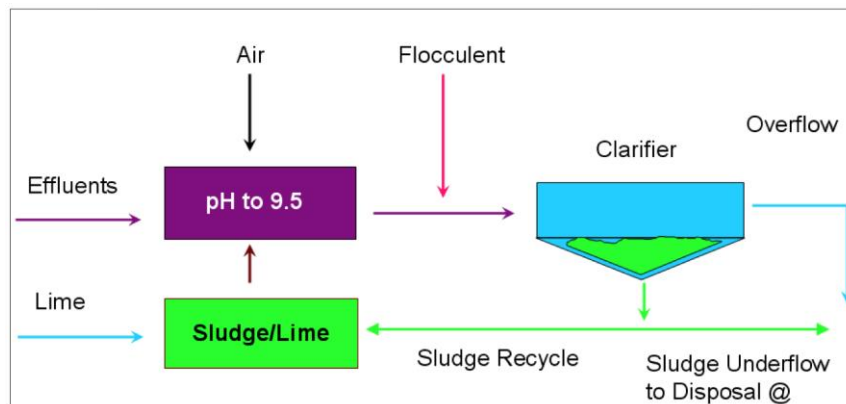 Air
Flocculent
Overflow
Clarifier
Effluents
pH to 9.5
Lime
Sludge/Lime
Sludge Recycle
Sludge Underflow
to Disposal @